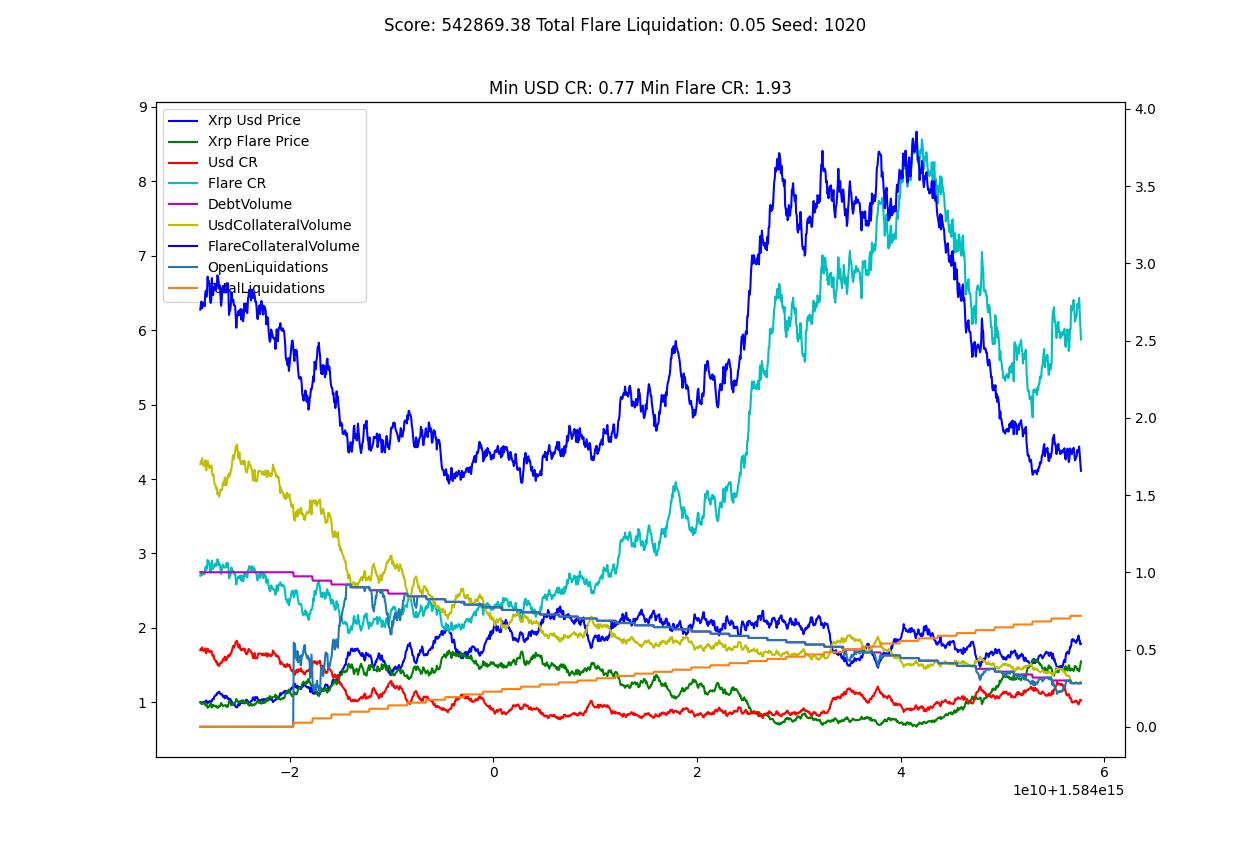 Score: 542869.38 Total Flare Liquidation: 0.05 Seed: 1020
Min USD CR: 0.77 Min Flare CR: 1.93
Xrp Usd Price
Xrp Flare Price
Usd CR
Flare CR
DebtVolume
UsdCollateralVolume
FlareCollateralVolume
OpenLiquidations
TotalLiquidations
9
8
7
6
5
4
3
2
1
4.0
3.5
3.0
2.5
2.0
1.5
1.0
0.5
0.0
−2 0 2 4 6
1e10+1.584e15